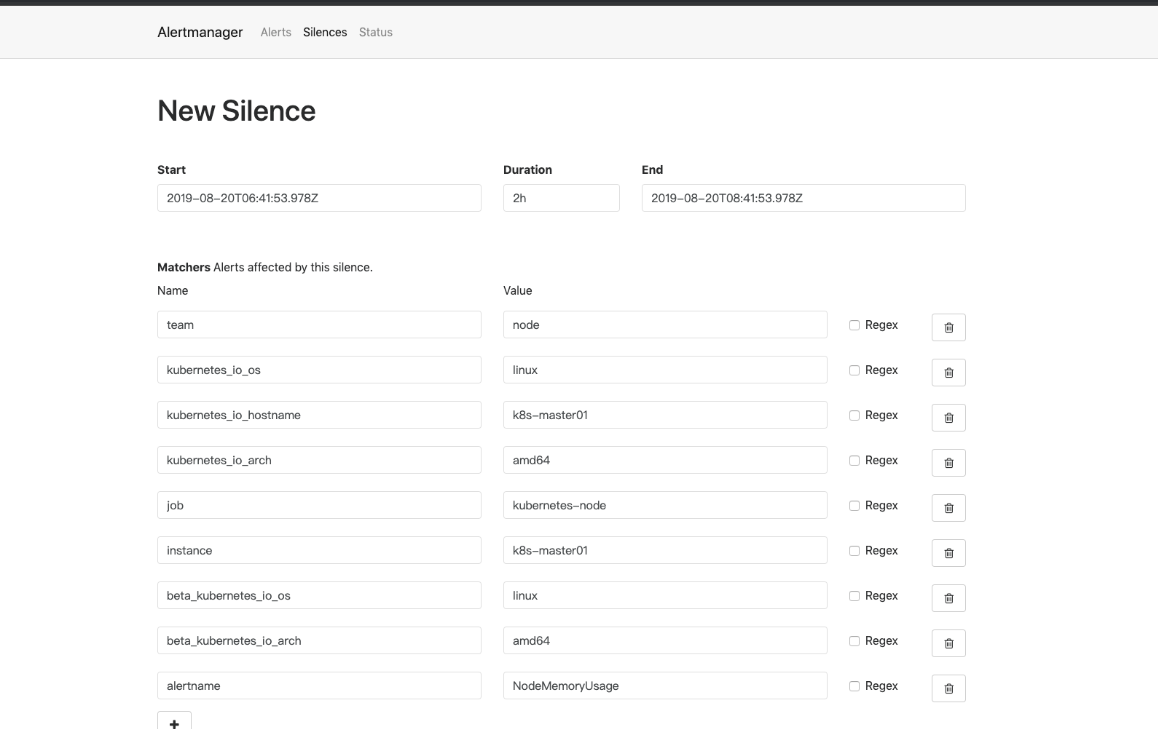 Alertmanager Alerts Silences Status
New Silence
Start Duration End
2019-08-20T06:41:53.978Z 2h 2019-08-20T08:41:53.978Z
Matchers Alerts affected by this silence.
Name Value
team node Regex
kubernetes_io_os linux Regex
kubernetes_io_hostname k8s-master01 Regex
kubernetes_io_arch amd64 Regex
job kubernetes-node Regex
instance k8s-master01 Regex
beta_kubernetes_io_os linux Regex
beta_kubernetes_io_arch amd64 Regex
alertname NodeMemoryUsage Regex
+